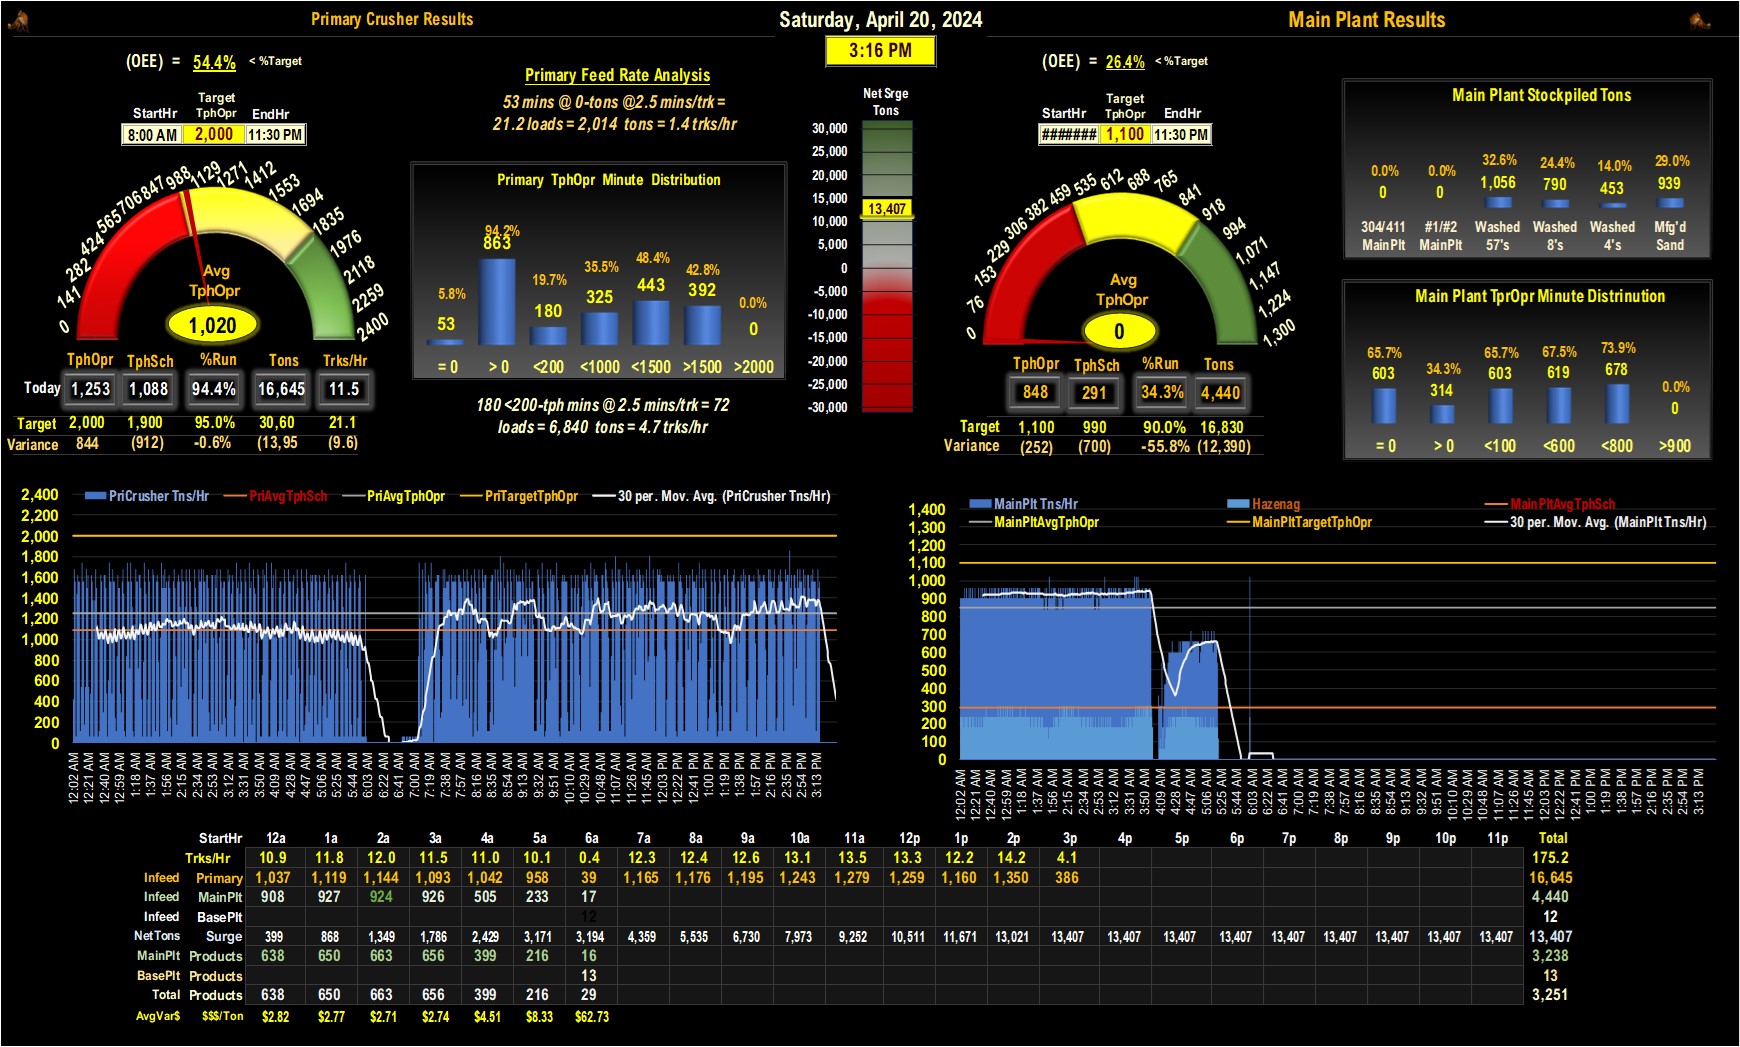 Primary Crusher Results
Saturday, April 20, 2024
Main Plant Results
3:16 PM
(OEE) = 54.4% < %Target
StartHr Target TphOpr EndHr
8:00 AM 2,000 11:30 PM
0 141 282 424 565 706 847 988 1129 1271 1412 1553 1694 1835 1976 2118 2259 2400
Avg
TphOpr
1,020
TphOpr TphSch %Run Tons Trks/Hr
Today 1,253 1,088 94.4% 16,645 11.5
Target 2,000 1,900 95.0% 30,60 21.1
Variance 844 (912) -0.6% (13,95 (9.6)
Primary Feed Rate Analysis
53 mins @ 0-tons @2.5 mins/trk =
21.2 loads = 2,014 tons = 1.4 trks/hr
Primary TphOpr Minute Distribution
5.8% 94.2% 19.7% 35.5% 48.4% 42.8% 0.0%
53 863 180 325 443 392 0
= 0 > 0 <200 <1000 <1500 >1500 >2000
180 <200-tph mins @ 2.5 mins/trk = 72
loads = 6,840 tons = 4.7 trks/hr
Net Srge
Tons
30,000
25,000
20,000
15,000
13,407
10,000
5,000
0
-5,000
-10,000
-15,000
-20,000
-25,000
-30,000
(OEE) = 26.4% < %Target
StartHr Target TphOpr EndHr
####### 1,100 11:30 PM
0 76 153 229 306 382 459 535 612 688 765 841 918 994 1,071 1,147 1,224 1,300
Avg
TphOpr
0
TphOpr TphSch %Run Tons
848 291 34.3% 4,440
Target 1,100 990 90.0% 16,830
Variance (252) (700) -55.8% (12,390)
Main Plant Stockpiled Tons
0.0% 0.0% 32.6% 24.4% 14.0% 29.0%
0 0 1,056 790 453 939
304/411 #1/#2 Washed Washed Washed Mfg'd
MainPlt MainPlt 57's 8's 4's Sand
Main Plant TprOpr Minute Distrinution
65.7% 34.3% 65.7% 67.5% 73.9% 0.0%
603 314 603 619 678 0
= 0 > 0 <100 <600 <800 >900
PriCrusher Tns/Hr PriAvgTphSch PriAvgTphOpr PriTargetTphOpr 30 per. Mov. Avg. (PriCrusher Tns/Hr)
2,400
2,200
2,000
1,800
1,600
1,400
1,200
1,000
800
600
400
200
0
12:02 AM 12:21 AM 12:40 AM 12:59 AM 1:18 AM 1:37 AM 1:56 AM 2:15 AM 2:34 AM 2:53 AM 3:12 AM 3:31 AM 3:50 AM 4:09 AM 4:28 AM 4:47 AM 5:06 AM 5:25 AM 5:44 AM 6:03 AM 6:22 AM 6:41 AM 7:00 AM 7:19 AM 7:38 AM 7:57 AM 8:16 AM 8:35 AM 8:54 AM 9:13 AM 9:32 AM 9:51 AM 10:10 AM 10:29 AM 10:48 AM 11:07 AM 11:26 AM 11:45 AM 12:03 PM 12:22 PM 12:41 PM 1:00 PM 1:19 PM 1:38 PM 1:57 PM 2:16 PM 2:35 PM 2:54 PM 3:13 PM
MainPlt Tns/Hr Hazenag MainPltAvgTphSch
MainPltAvgTphOpr MainPltTargetTphOpr 30 per. Mov. Avg. (MainPlt Tns/Hr)
1,400
1,300
1,200
1,100
1,000
900
800
700
600
500
400
300
200
100
0
12:02 AM 12:21 AM 12:40 AM 12:59 AM 1:18 AM 1:37 AM 1:56 AM 2:15 AM 2:34 AM 2:53 AM 3:12 AM 3:31 AM 3:50 AM 4:09 AM 4:28 AM 4:47 AM 5:06 AM 5:25 AM 5:44 AM 6:03 AM 6:22 AM 6:41 AM 7:00 AM 7:19 AM 7:38 AM 7:57 AM 8:16 AM 8:35 AM 8:54 AM 9:13 AM 9:32 AM 9:51 AM 10:10 AM 10:29 AM 10:48 AM 11:07 AM 11:26 AM 11:45 AM 12:03 PM 12:22 PM 12:41 PM 1:00 PM 1:19 PM 1:38 PM 1:57 PM 2:16 PM 2:35 PM 2:54 PM 3:13 PM
StartHr 12a 1a 2a 3a 4a 5a 6a 7a 8a 9a 10a 11a 12p 1p 2p 3p 4p 5p 6p 7p 8p 9p 10p 11p Total
Trks/Hr 10.9 11.8 12.0 11.5 11.0 10.1 0.4 12.3 12.4 12.6 13.1 13.5 13.3 12.2 14.2 4.1 175.2
Infeed Primary 1,037 1,119 1,144 1,093 1,042 958 39 1,165 1,176 1,195 1,243 1,279 1,259 1,160 1,350 386 16,645
Infeed MainPlt 908 927 924 926 505 233 17 4,440
Infeed BasePlt 12 12
NetTons Surge 399 868 1,349 1,786 2,429 3,171 3,194 4,359 5,535 6,730 7,973 9,252 10,511 11,671 13,021 13,407 13,407 13,407 13,407 13,407 13,407 13,407 13,407 13,407 13,407
MainPlt Products 638 650 663 656 399 216 16 3,238
BasePlt Products 13 13
Total Products 638 650 663 656 399 216 29 3,251
AvgVar$ $$$/Ton $2.82 $2.77 $2.71 $2.74 $4.51 $8.33 $62.73